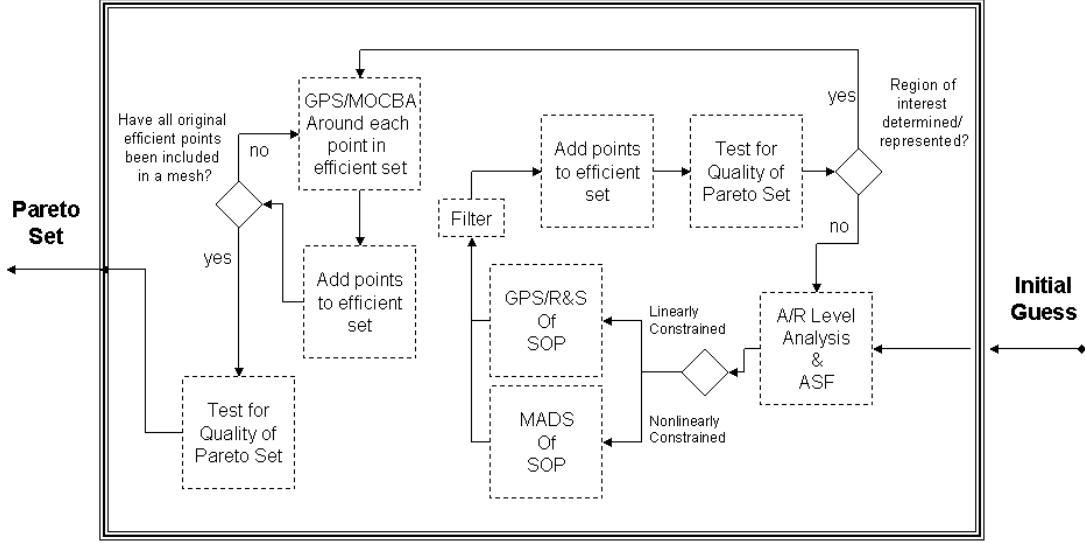 Pareto
Set
Have all original
efficient points
been included
in a mesh?
no
yes
GPS/MOCBA
Around each
point in
efficient set
Add points
to efficient
set
Test for
Quality of
Pareto Set
Filter
Add points
to efficient
set
Test for
Quality of
Pareto Set
yes
Region of
interest
determined/
represented?
no
GPS/R&S
Of
SOP
MADS
Of
SOP
Linearly
Constrained
Nonlinearly
Constrained
A/R Level
Analysis
&
ASF
Initial
Guess